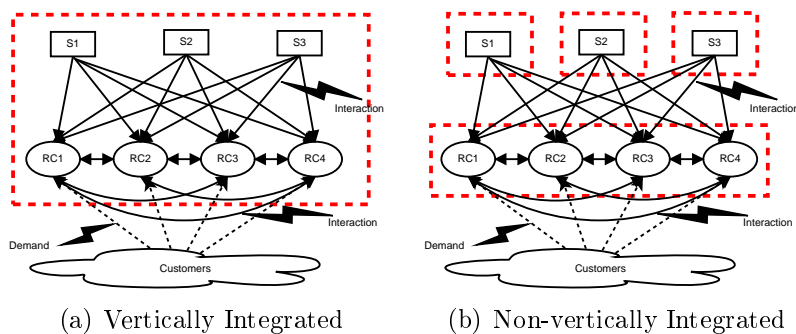 S1 S2 S3
Interaction
RC1 RC2 RC3 RC4
Interaction
Demand
Customers
(a) Vertically Integrated
S1 S2 S3
Interaction
RC1 RC2 RC3 RC4
Interaction
Demand
Customers
(b) Non-vertically Integrated